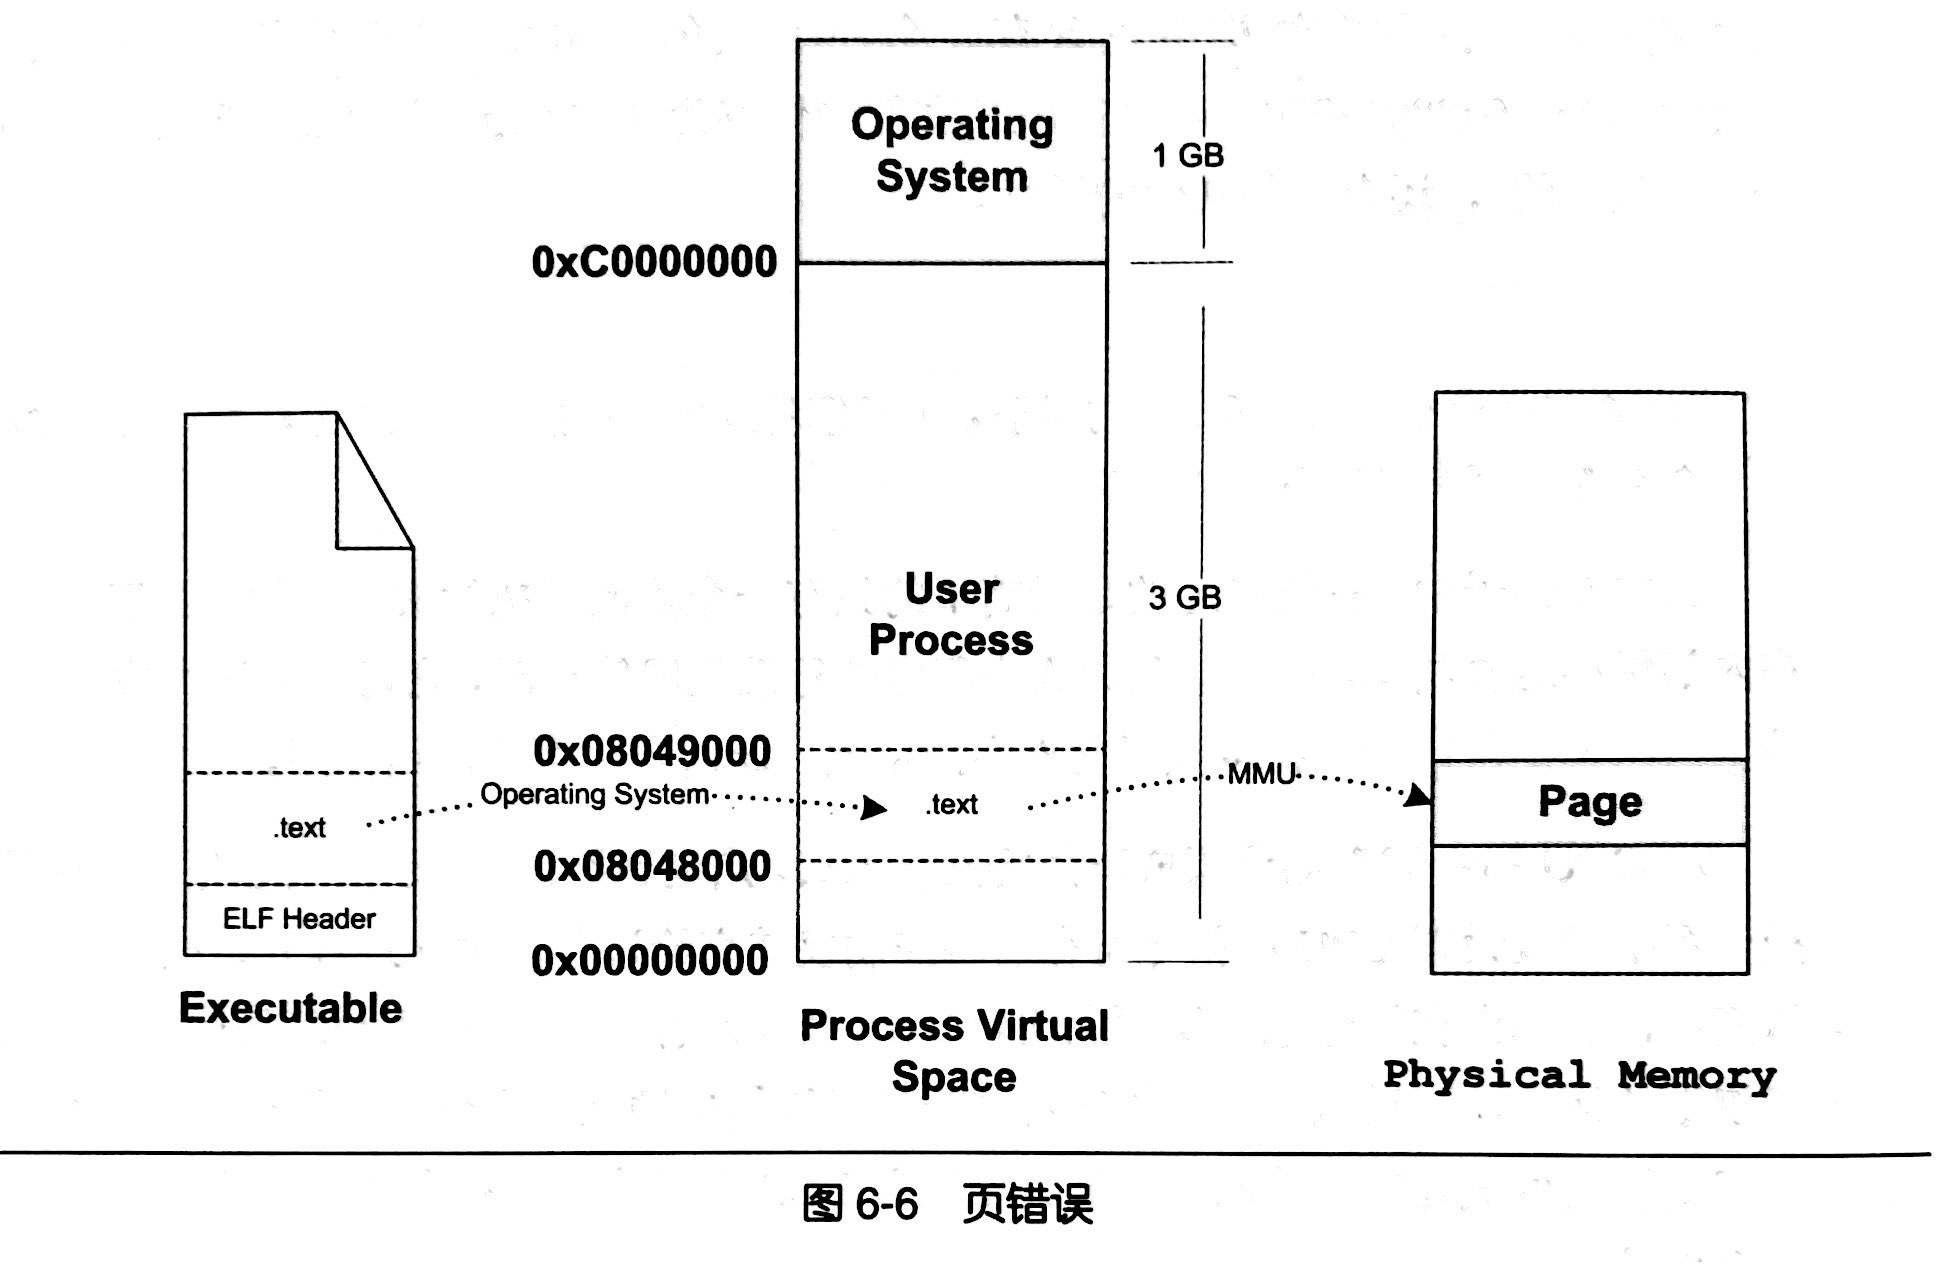 Operating
System
1 GB
0xC0000000
User
Process
3 GB
0x08049000
Operating System
.text
.text
MMU
Page
0x08048000
ELF Header
0x00000000
Executable
Process Virtual
Space
Physical Memory
图 6-6 页错误